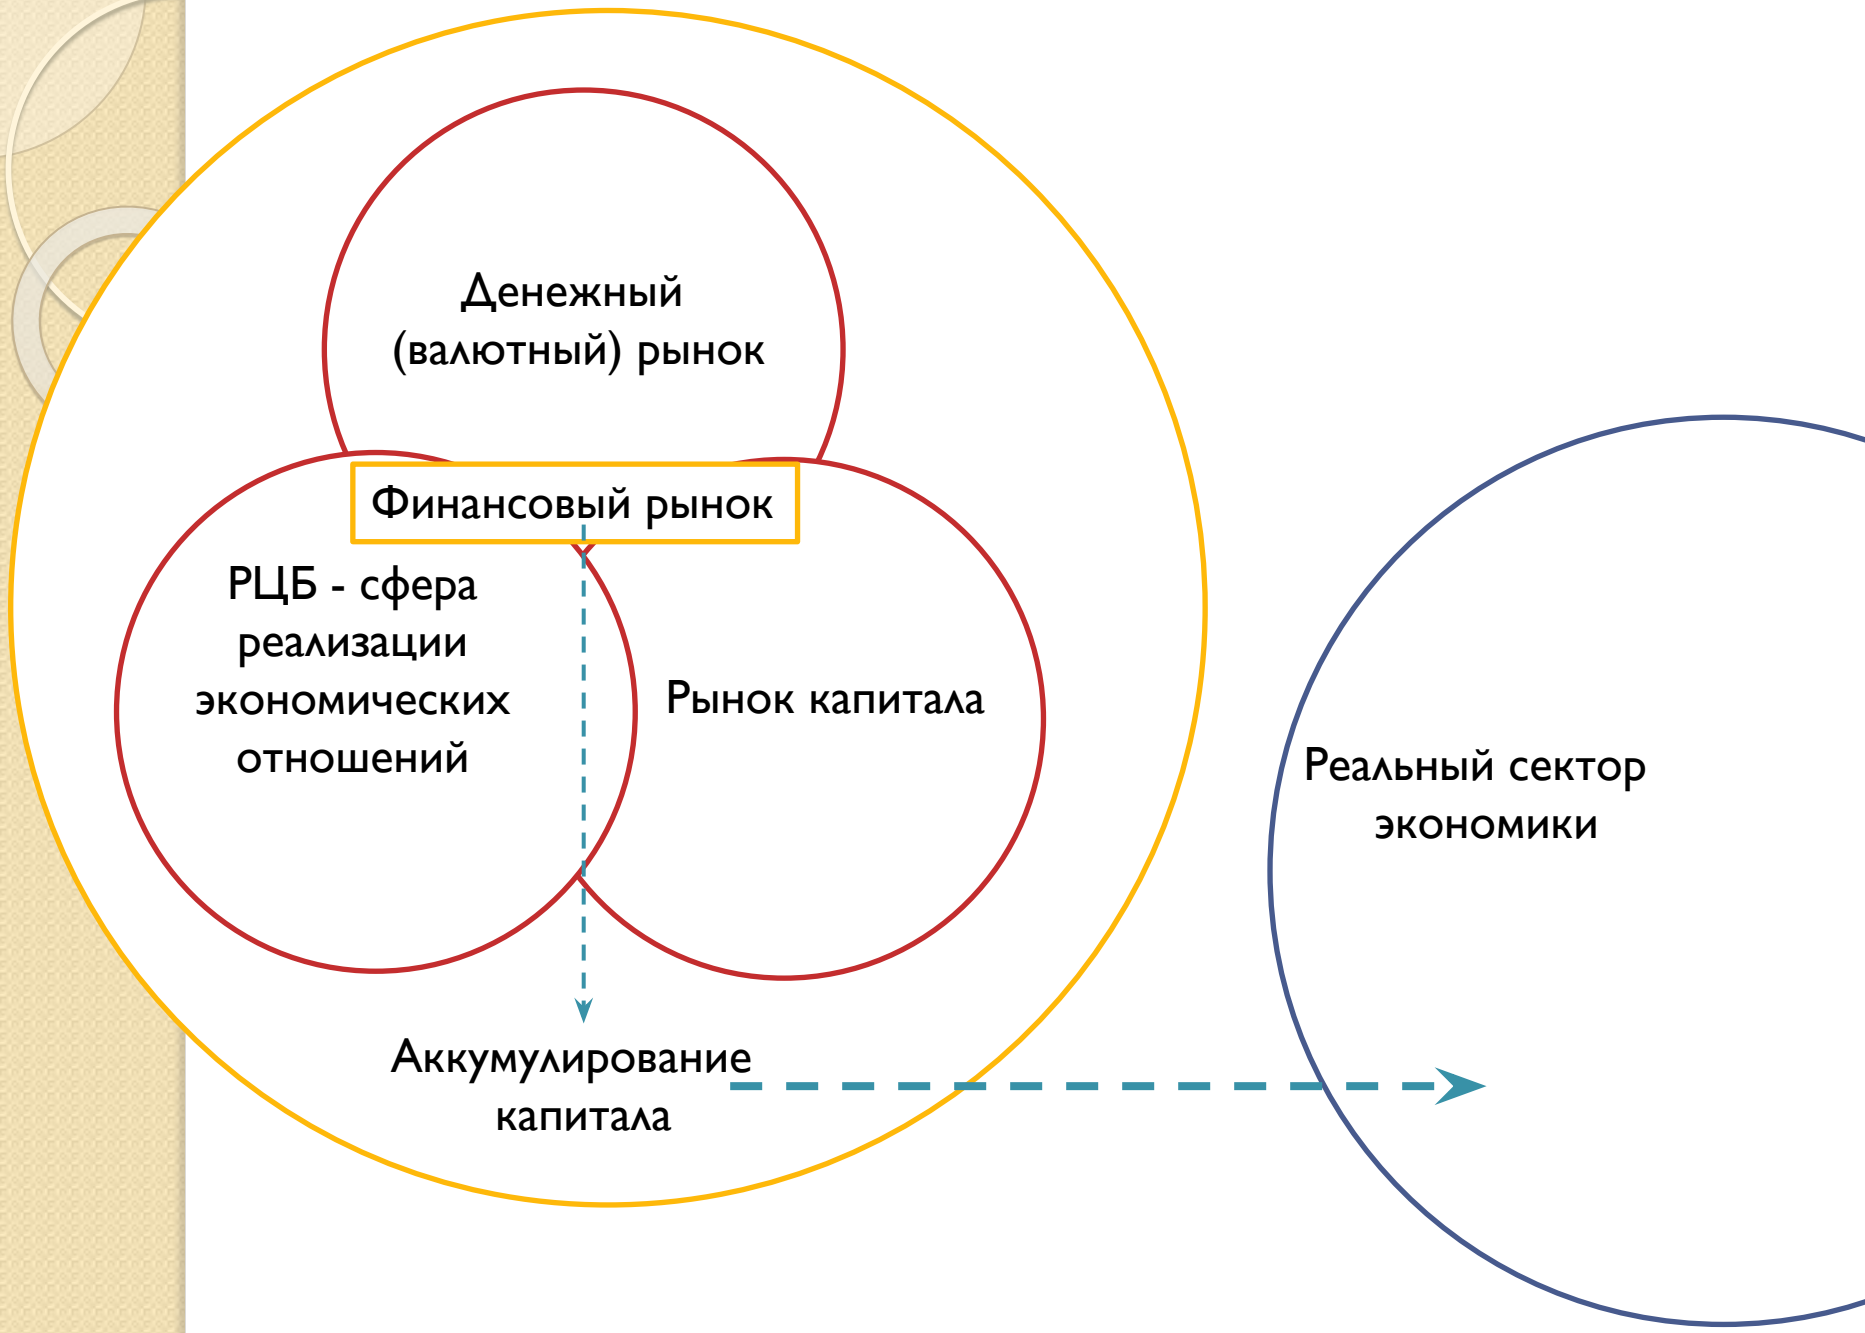 Денежный
(валютный) рынок
Финансовый рынок
РЦБ - сфера
реализации
экономических
отношений
Рынок капитала
Аккумулирование
капитала
Реальный сектор
экономики